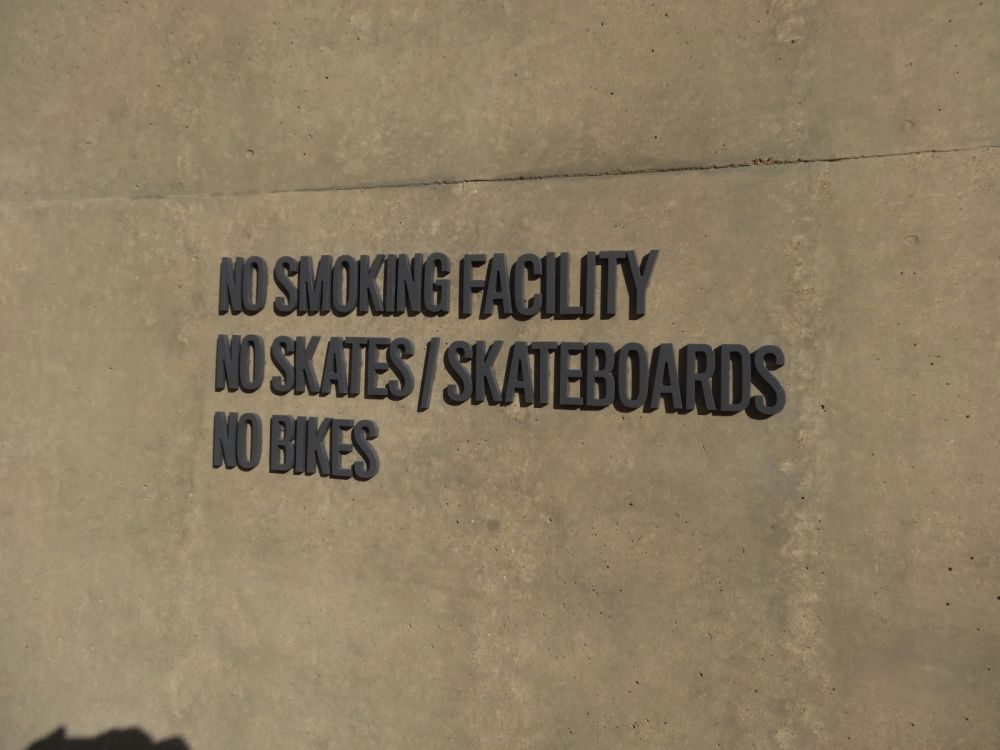 NO SMOKING FACILITY
NO SKATES / SKATEBOARDS
NO BIKES